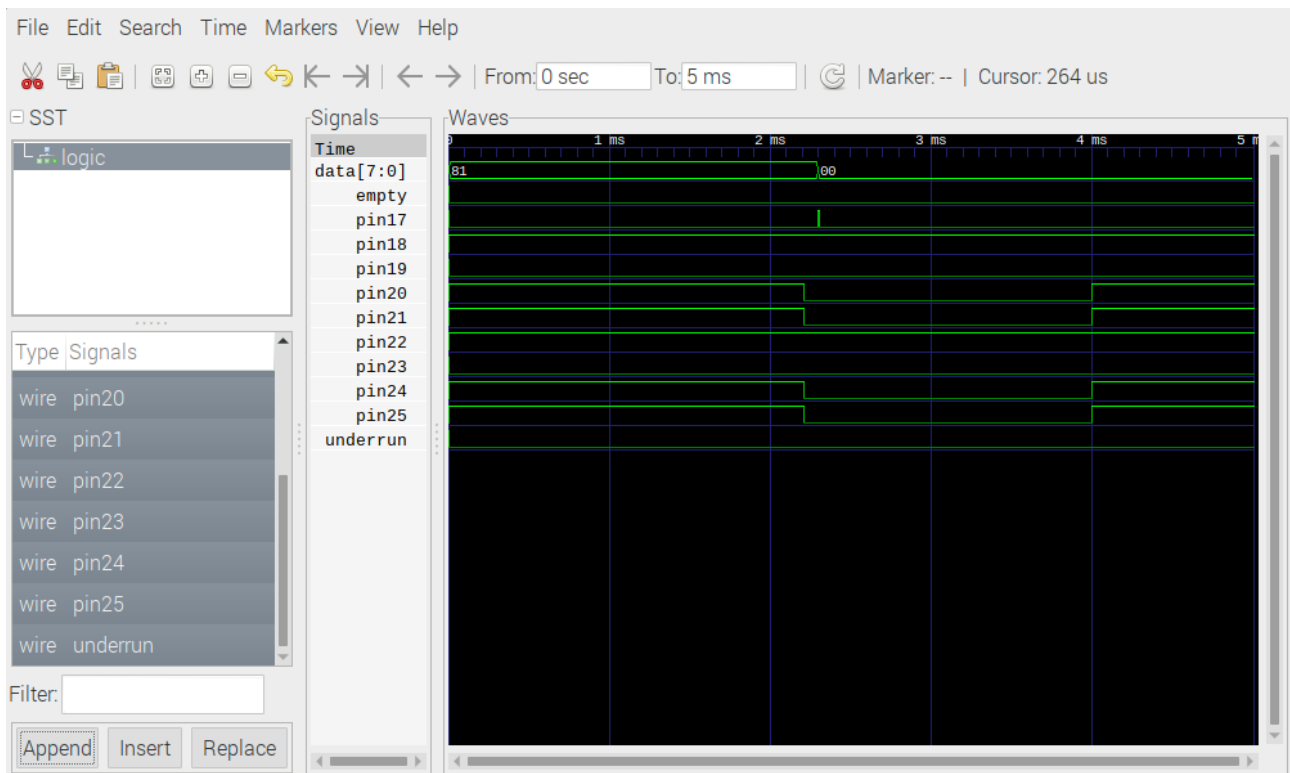 File Edit Search Time Markers View Help
From: 0 sec To: 5 ms Marker: -- | Cursor: 264 us
SST
logic
Type Signals
wire pin20
wire pin21
wire pin22
wire pin23
wire pin24
wire pin25
wire underrun
Filter:
Append Insert Replace
Signals
Time
data[7:0]
empty
pin17
pin18
pin19
pin20
pin21
pin22
pin23
pin24
pin25
underrun
Waves
1 ms 2 ms 3 ms 4 ms 5
81 00